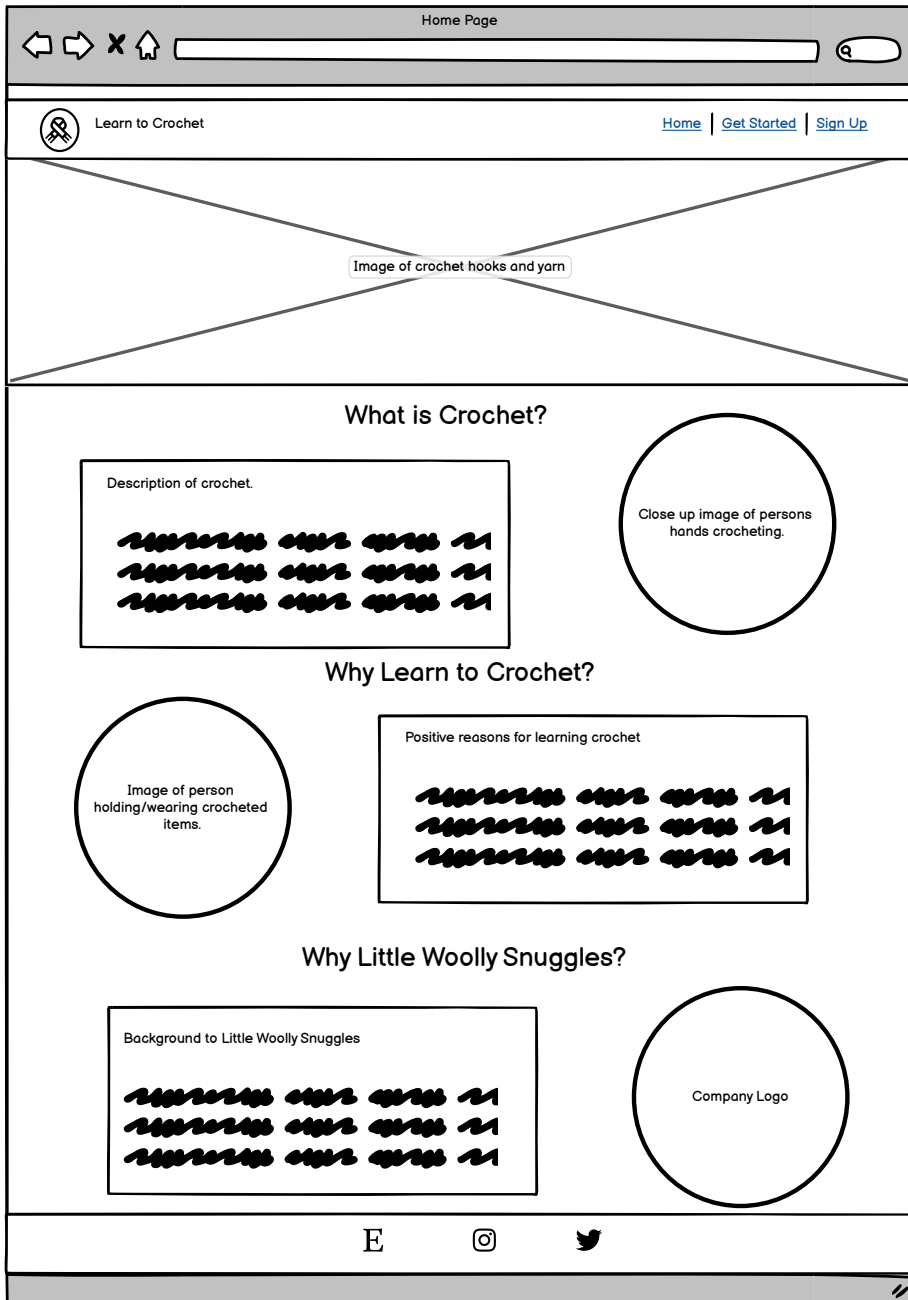 Home Page
Learn to Crochet
Home | Get Started | Sign Up
Image of crochet hooks and yarn
What is Crochet?
Description of crochet.
Close up image of persons
hands crocheting.
Why Learn to Crochet?
Positive reasons for learning crochet
Image of person
holding/wearing crocheted
items.
Why Little Woolly Snuggles?
Background to Little Woolly Snuggles
Company Logo
E